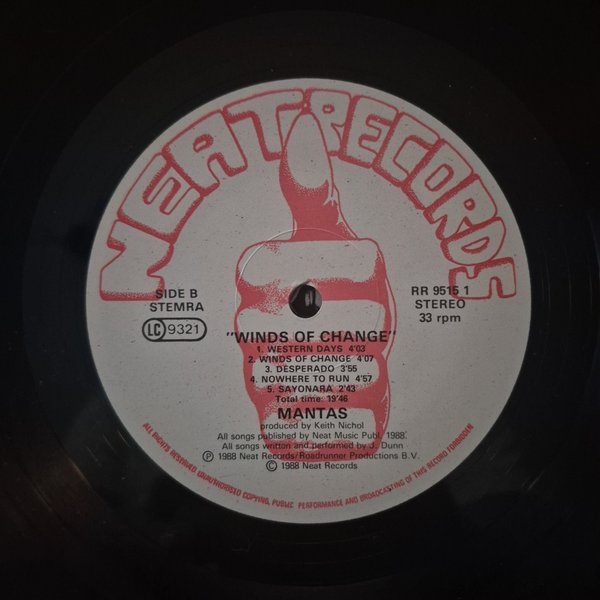 NEAT RECORDS
SIDE B
STEMRA
LC 9321
RR 9515 1
STEREO
33 rpm
"WINDS OF CHANGE"
1. WESTERN DAYS 4'03
2. WINDS OF CHANGE 4'07
3. DESPERADO 3'55
4. NOWHERE TO RUN 4'57
5. SAYONARA 2'43
Total time: 19'46
MANTAS
produced by Keith Nichol
All songs published by Neat Music Publ. 1988.
All songs written and performed by J. Dunn
Ⓟ 1988 Neat Records/Roadrunner Productions B.V.
© 1988 Neat Records
ALL RIGHTS RESERVED. UNAUTHORISED COPYING, PUBLIC PERFORMANCE AND BROADCASTING OF THIS RECORD FORBIDDEN